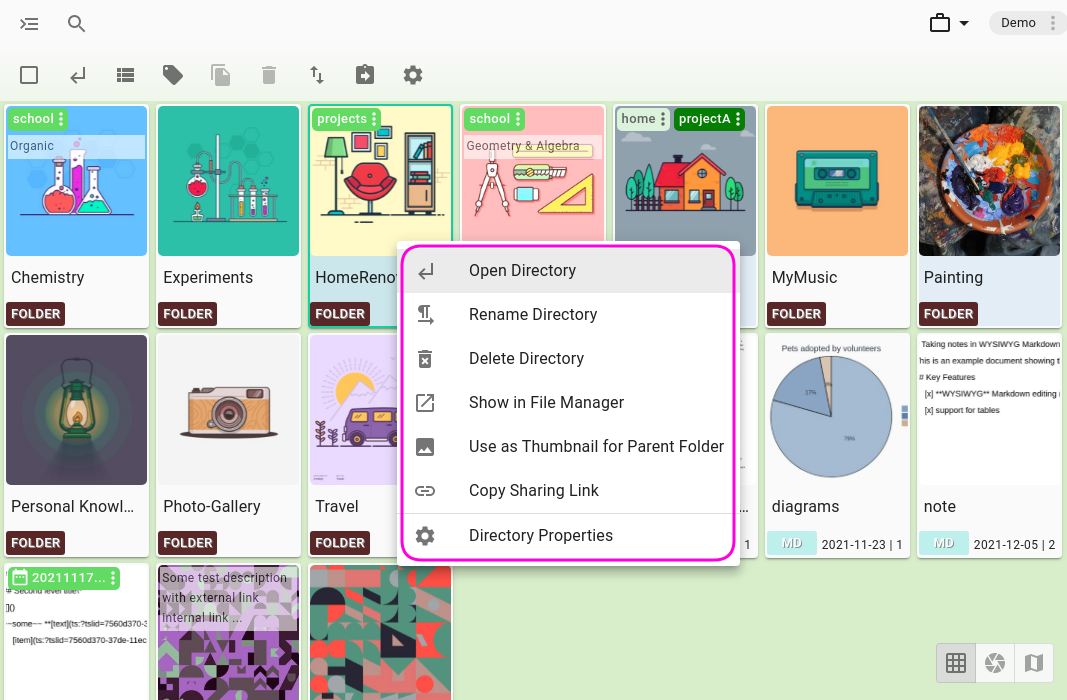 Demo
school
Organic
Chemistry
FOLDER
Experiments
FOLDER
projects
HomeReno
FOLDER
school
Geometry & Algebra
home
projectA
MyMusic
FOLDER
Painting
FOLDER
Open Directory
Rename Directory
Delete Directory
Show in File Manager
Use as Thumbnail for Parent Folder
Copy Sharing Link
Directory Properties
Personal Knowl...
FOLDER
Photo-Gallery
FOLDER
Travel
FOLDER
...
1
Pets adopted by volunteers
17%
79%
diagrams
MD
2021-11-23 | 1
Taking notes in WYSIWYG Markdown
his is an example document showing t
# Key Features
[x] **WYSIWYG** Markdown editing
[x] support for tables
note
MD
2021-12-05 | 2
20211117...
# Second level title
[]()
~~some~~ **[text](ts:?tslid=7560d370-3
[item](ts:?tslid=7560d370-37de-11ec
Some test description
with external link
Internal link ...